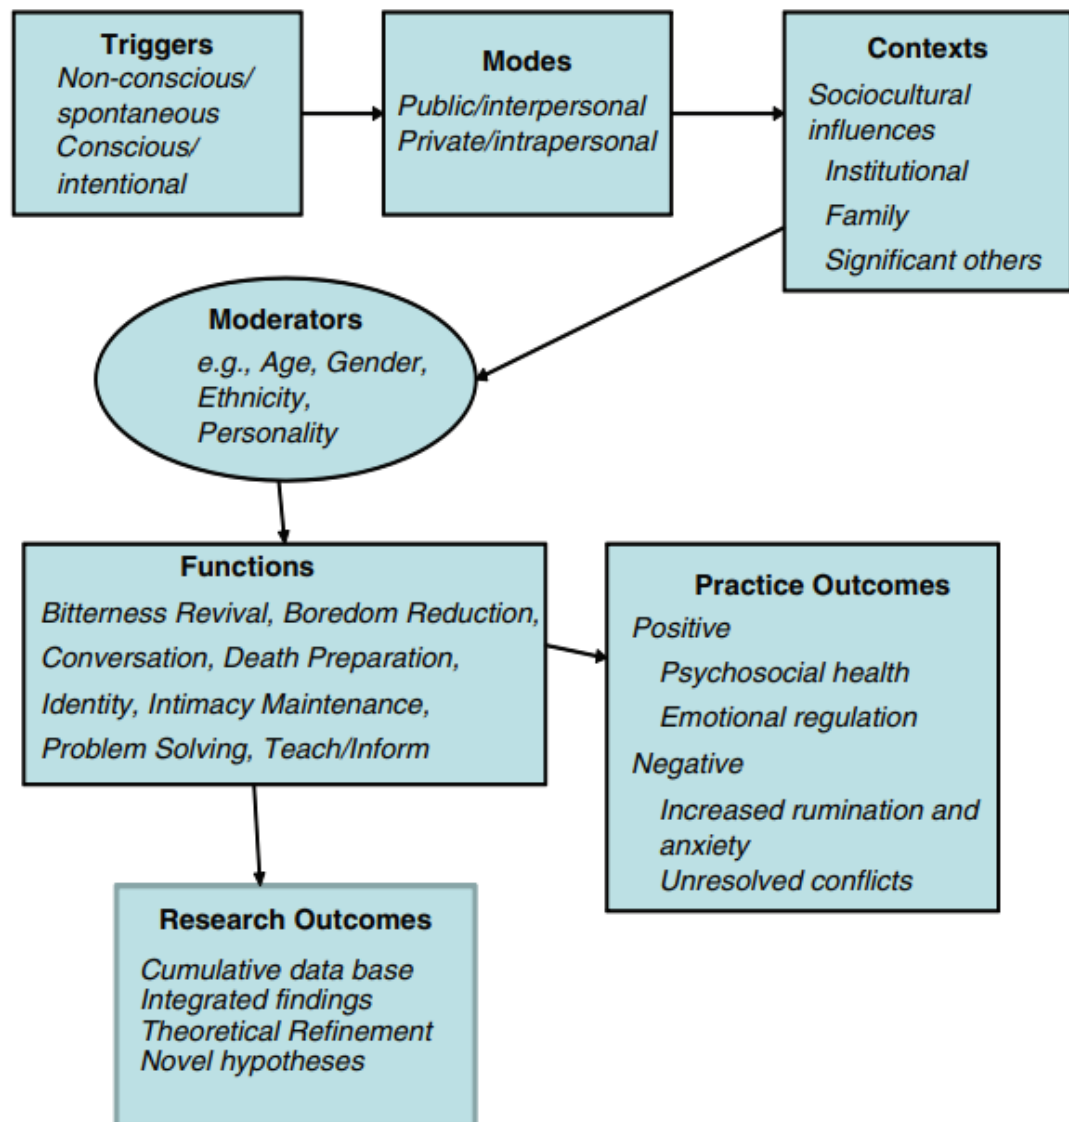 Triggers
Non-conscious/
spontaneous
Conscious/
intentional
Modes
Public/interpersonal
Private/intrapersonal
Contexts
Sociocultural
influences
Institutional
Family
Significant others
Moderators
e.g., Age, Gender,
Ethnicity,
Personality
Functions
Bitterness Revival, Boredom Reduction,
Conversation, Death Preparation,
Identity, Intimacy Maintenance,
Problem Solving, Teach/Inform
Practice Outcomes
Positive
Psychosocial health
Emotional regulation
Negative
Increased rumination and
anxiety
Unresolved conflicts
Research Outcomes
Cumulative data base
Integrated findings
Theoretical Refinement
Novel hypotheses